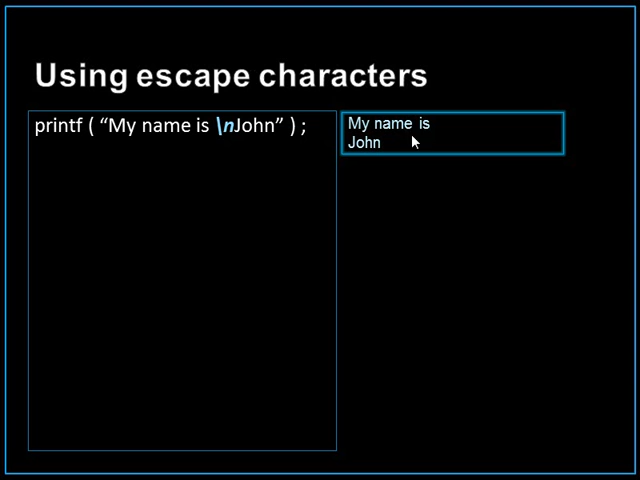 Using escape characters
printf ( “My name is \nJohn” ) ;
My name is
John